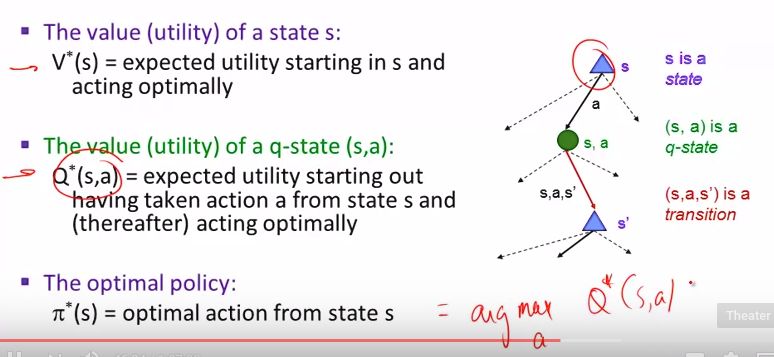 ▪ The value (utility) of a state s:
V*(s) = expected utility starting in s and
acting optimally
▪ The value (utility) of a q-state (s,a):
Q*(s,a) = expected utility starting out
having taken action a from state s and
(thereafter) acting optimally
▪ The optimal policy:
π*(s) = optimal action from state s = arg max Q*(s,a)
a
s
a
s, a
s,a,s'
s'
s is a
state
(s, a) is a
q-state
(s,a,s') is a
transition
Theater